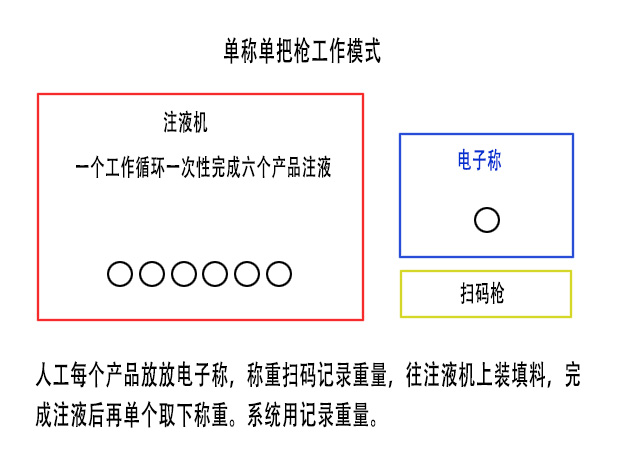 单称单把枪工作模式
注液机
一个工作循环一次性完成六个产品注液
电子称
扫码枪
人工每个产品放放电子称，称重扫码记录重量，往注液机上装填料，完
成注液后再单个取下称重。系统用记录重量。